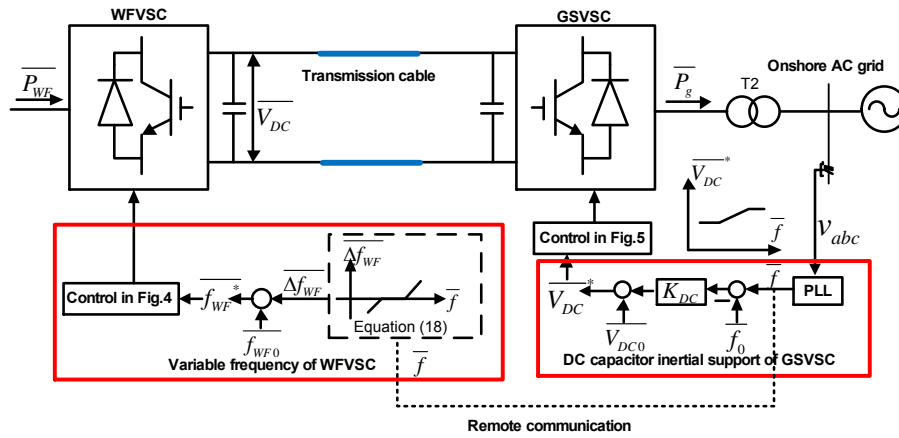 WFVSC
GSVSC
Onshore AC grid
Transmission cable
T2
P_WF
V_DC
P_g
V_DC*
f
v_abc
Control in Fig.5
Δf_WF
f
Equation (18)
Control in Fig.4
f_WF*
Δf_WF
f_WF0
V_DC*
K_DC
f
PLL
V_DC0
f_0
Variable frequency of WFVSC
f
DC capacitor inertial support of GSVSC
Remote communication